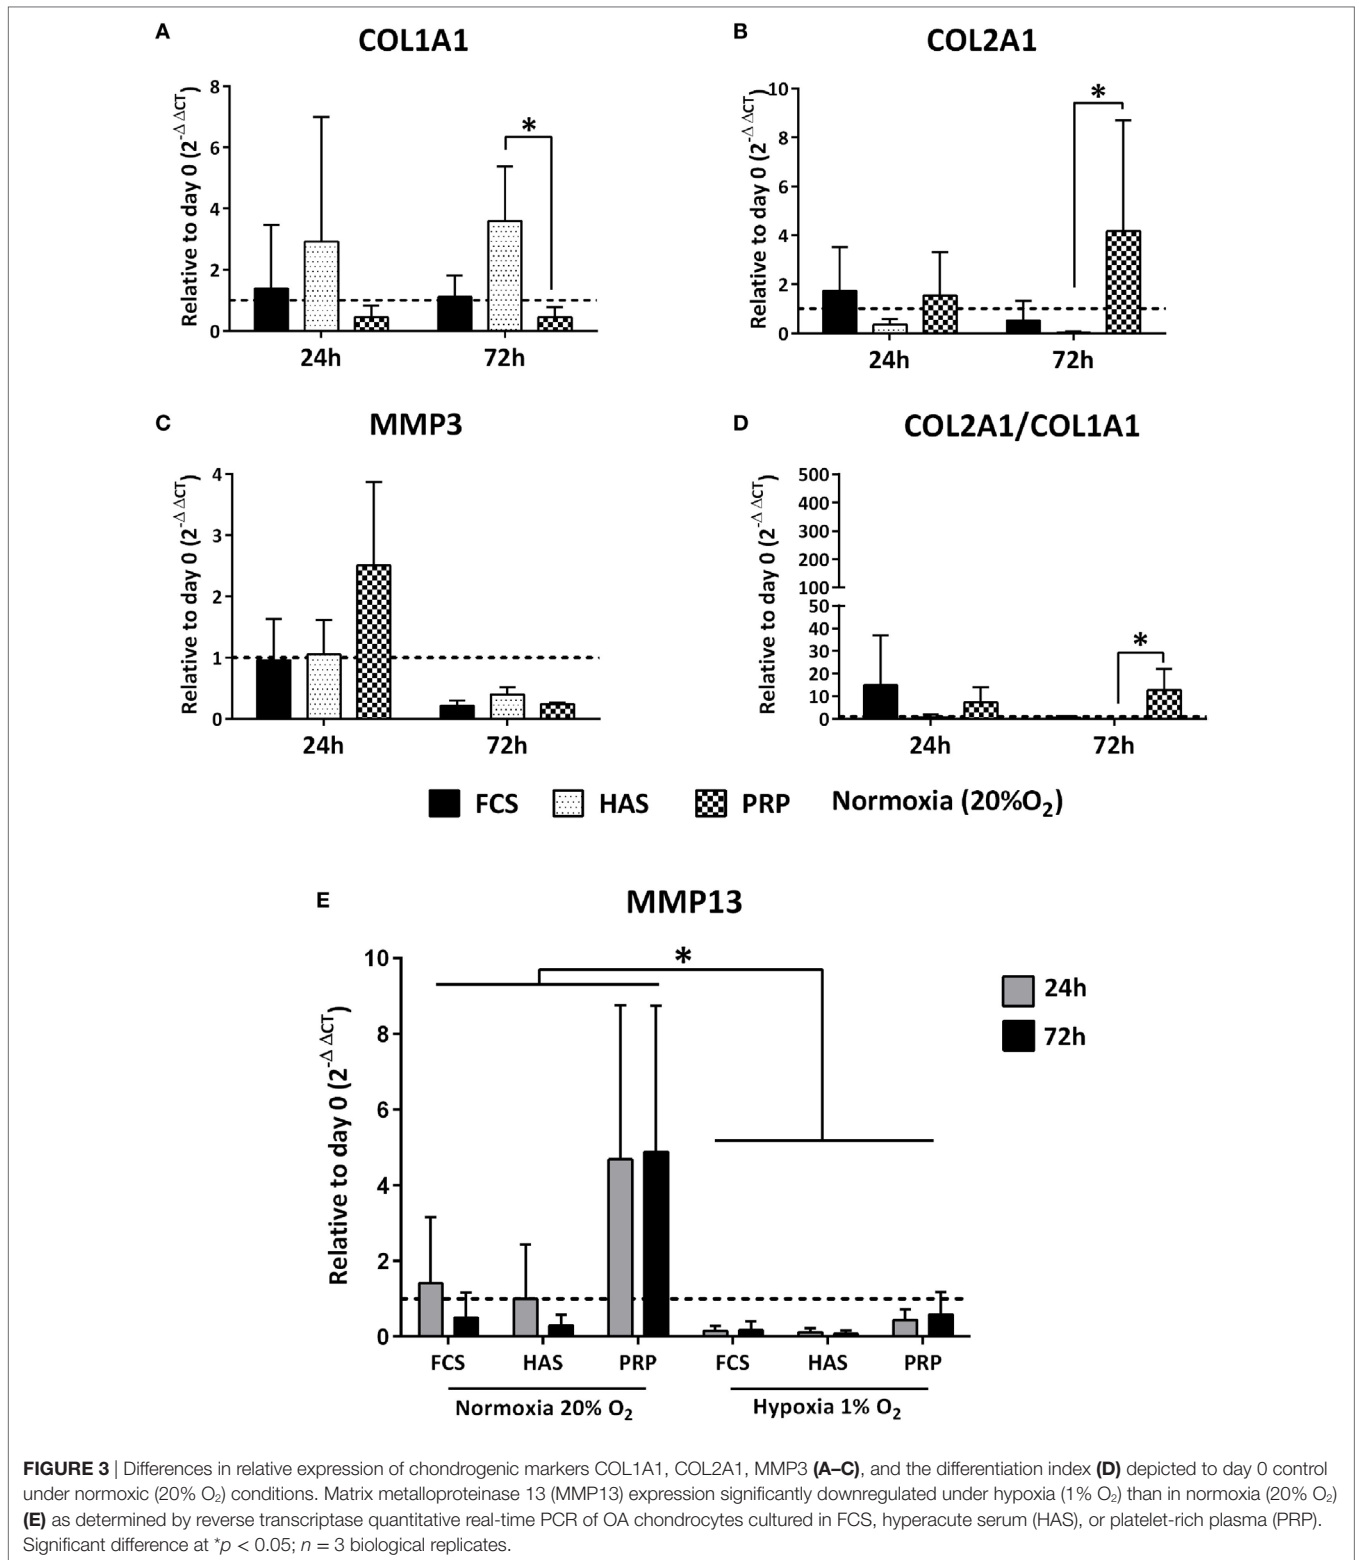 A
COL1A1
Relative to day 0 (2^-Δ ΔCT)
8
6
4
2
0
*
24h
72h
B
COL2A1
Relative to day 0 (2^-Δ ΔCT)
10
8
6
4
2
0
*
24h
72h
C
MMP3
Relative to day 0 (2^-Δ ΔCT)
4
3
2
1
0
24h
72h
D
COL2A1/COL1A1
Relative to day 0 (2^-Δ ΔCT)
500
400
300
200
100
50
40
30
20
10
0
*
24h
72h
FCS HAS PRP Normoxia (20%O₂)
E
MMP13
Relative to day 0 (2^-Δ ΔCT)
10
8
6
4
2
0
*
24h
72h
FCS HAS PRP FCS HAS PRP
Normoxia 20% O₂ Hypoxia 1% O₂
FIGURE 3 | Differences in relative expression of chondrogenic markers COL1A1, COL2A1, MMP3 (A–C), and the differentiation index (D) depicted to day 0 control
under normoxic (20% O₂) conditions. Matrix metalloproteinase 13 (MMP13) expression significantly downregulated under hypoxia (1% O₂) than in normoxia (20% O₂)
(E) as determined by reverse transcriptase quantitative real-time PCR of OA chondrocytes cultured in FCS, hyperacute serum (HAS), or platelet-rich plasma (PRP).
Significant difference at *p < 0.05; n = 3 biological replicates.